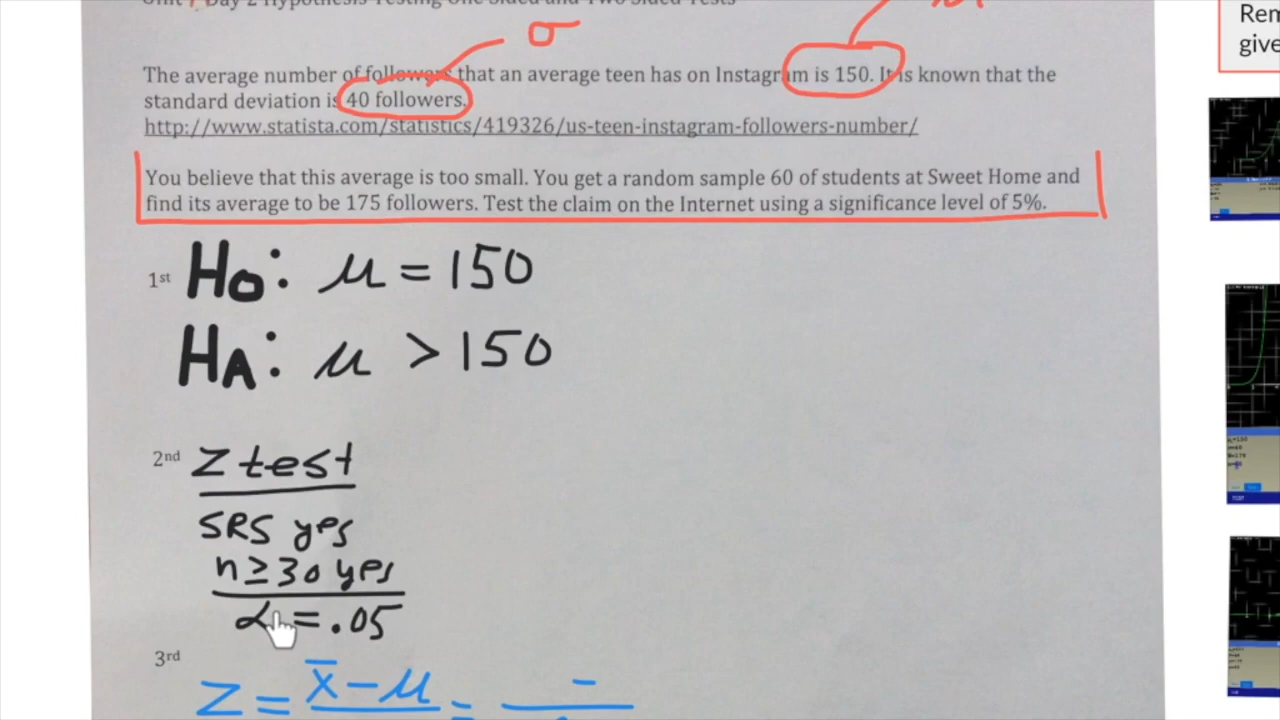 σ
The average number of followers that an average teen has on Instagram is 150. It is known that the
standard deviation is 40 followers.
http://www.statista.com/statistics/419326/us-teen-instagram-followers-number/
You believe that this average is too small. You get a random sample 60 of students at Sweet Home and
find its average to be 175 followers. Test the claim on the Internet using a significance level of 5%.
1st Ho: μ = 150
HA: μ > 150
2nd Z test
SRS yes
n ≥ 30 yes
α = .05
3rd
Z = x̄ - μ = -
Rem
give